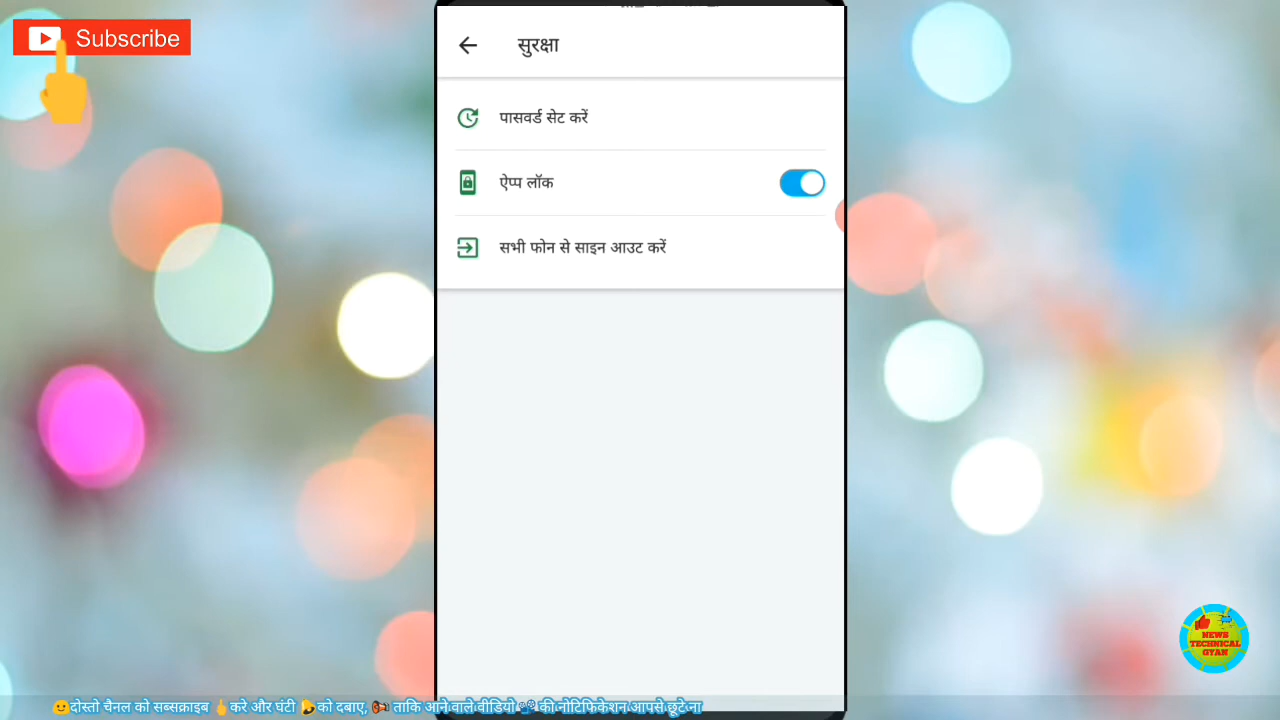 Subscribe
सुरक्षा
पासवर्ड सेट करें
ऐप्प लॉक
सभी फोन से साइन आउट करें
NEWS
TECHNICAL
GYAN
दोस्तो चैनल को सब्सक्राइब करे और घंटी को दबाए, ताकि आने वाले वीडियो की नोटिफिकेशन आपसे छूटे ना